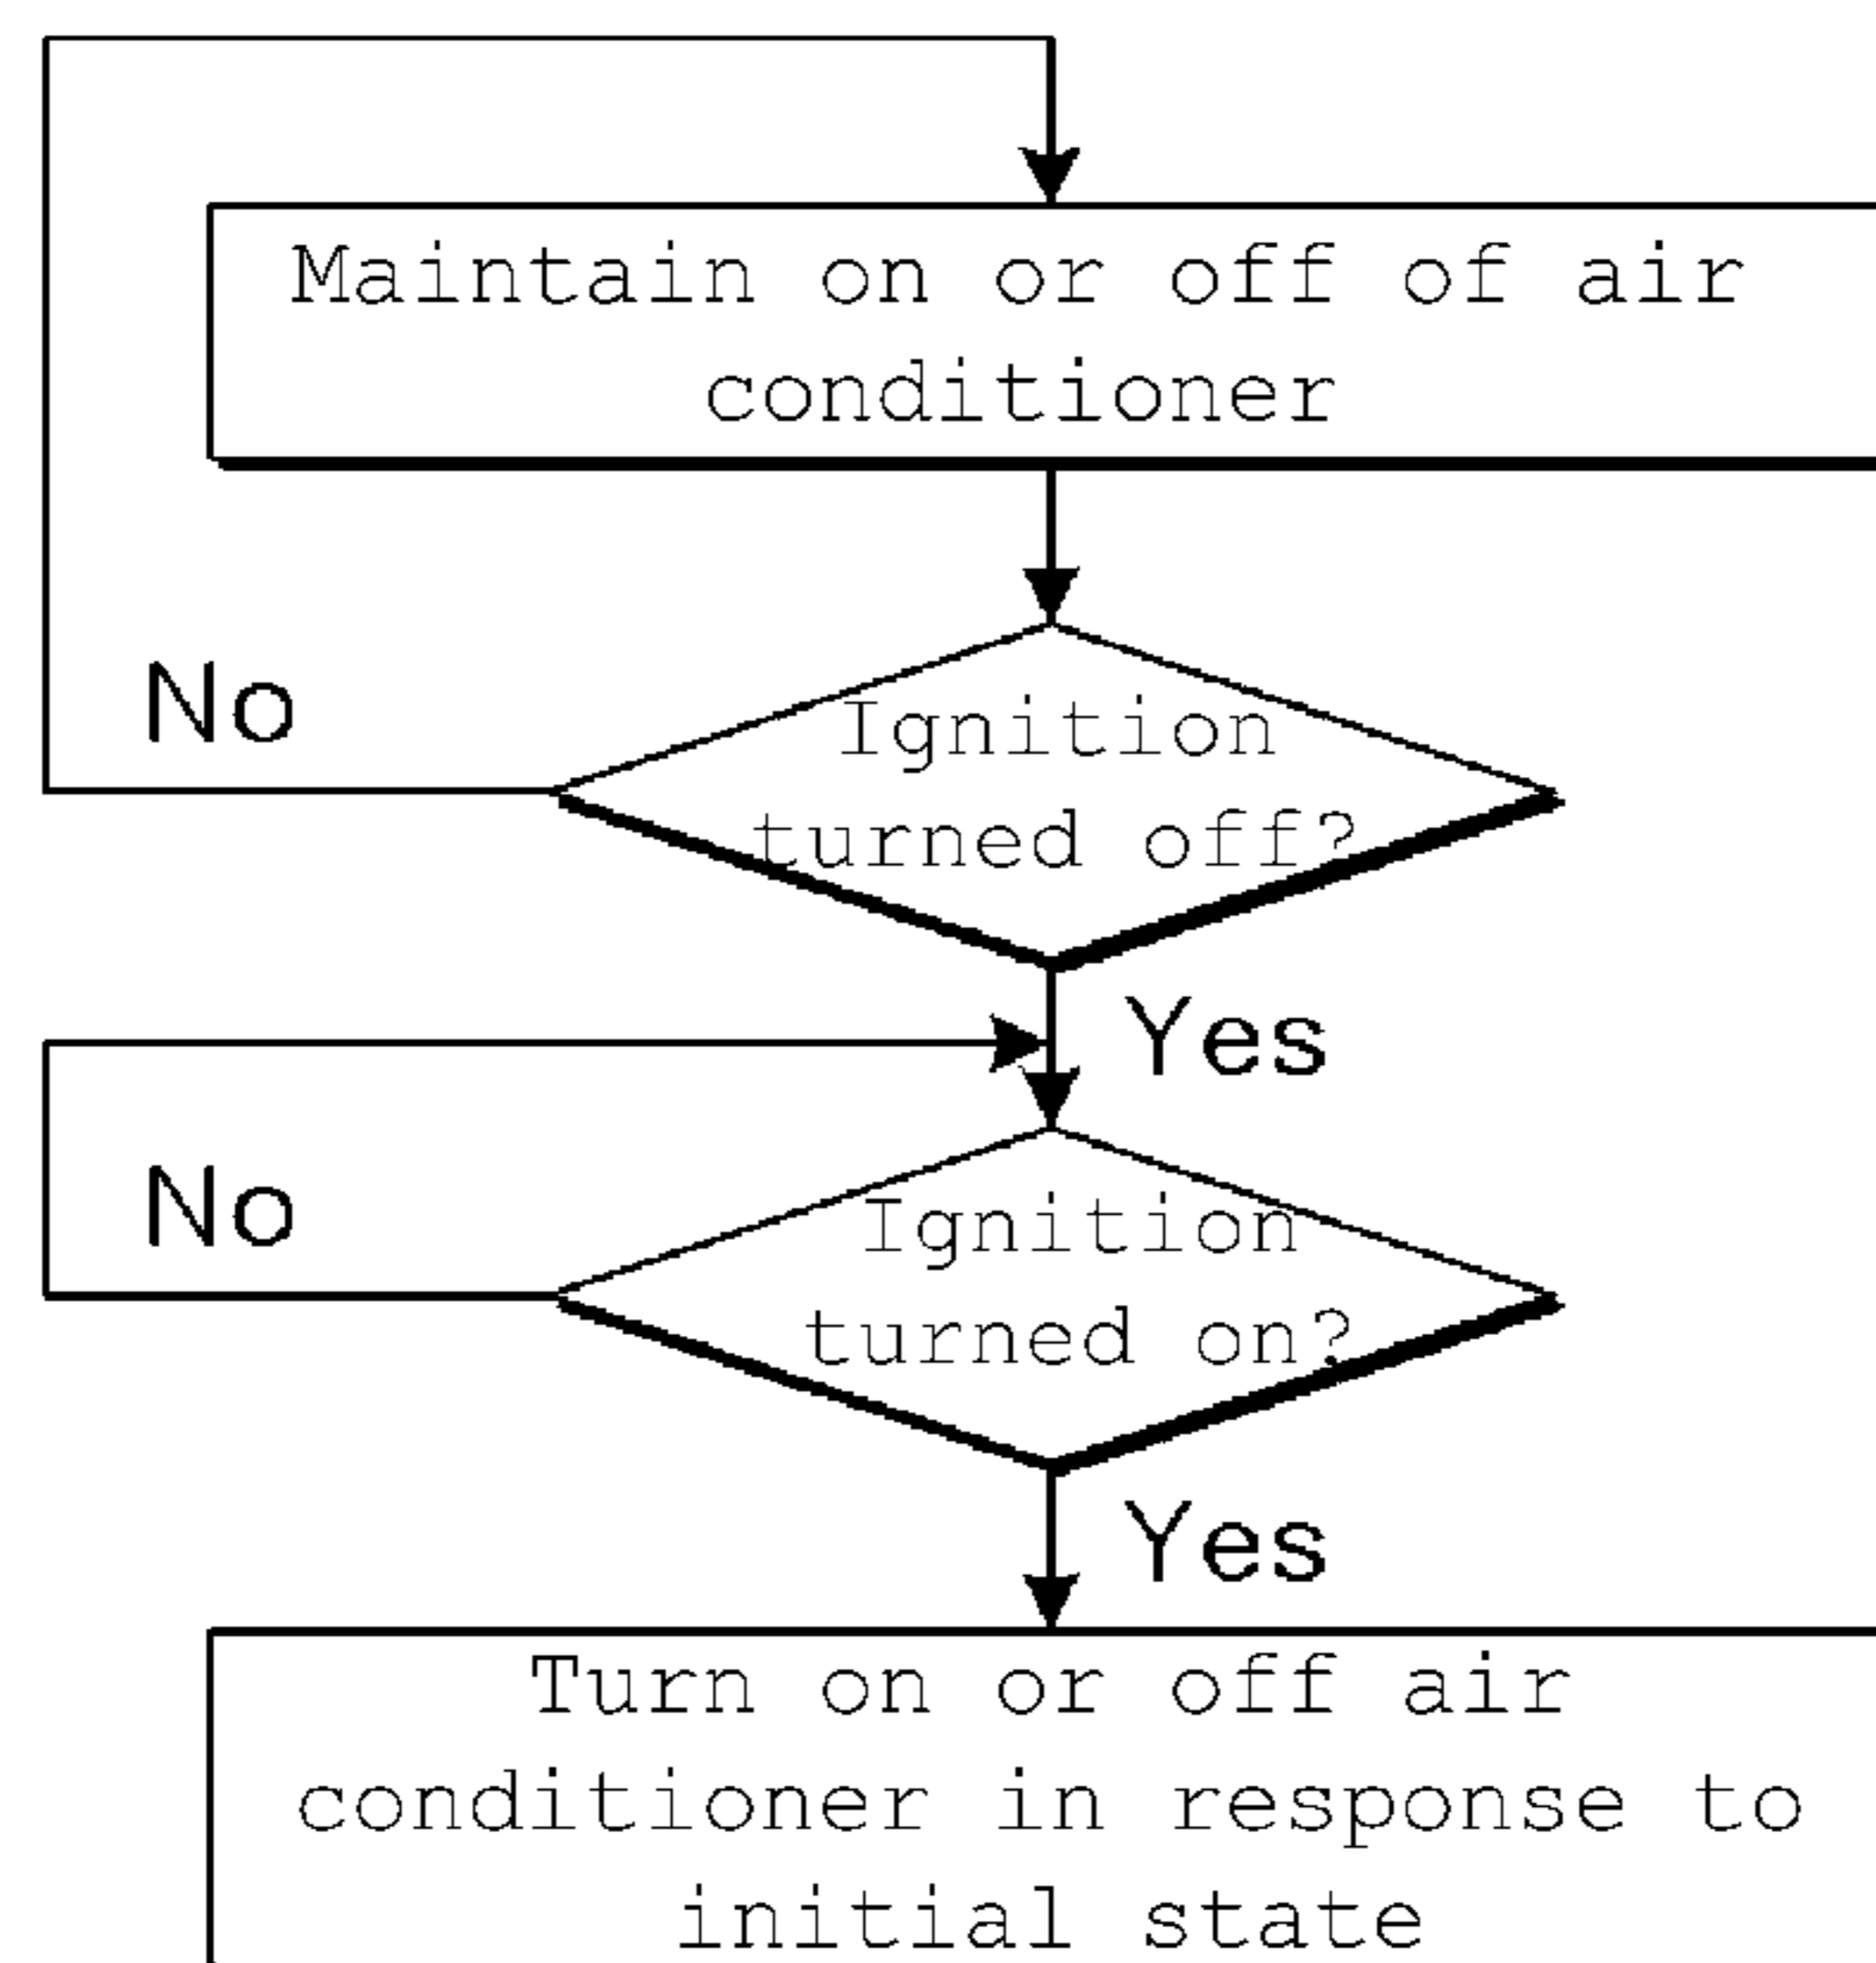 Maintain on or off of air
conditioner
No
Ignition
turned off?
Yes
No
Ignition
turned on?
Yes
Turn on or off air
conditioner in response to
initial state